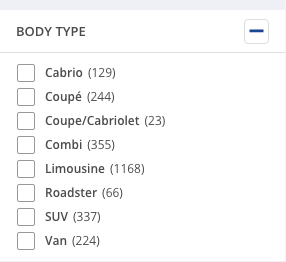 BODY TYPE
Cabrio (129)
Coupé (244)
Coupe/Cabriolet (23)
Combi (355)
Limousine (1168)
Roadster (66)
SUV (337)
Van (224)